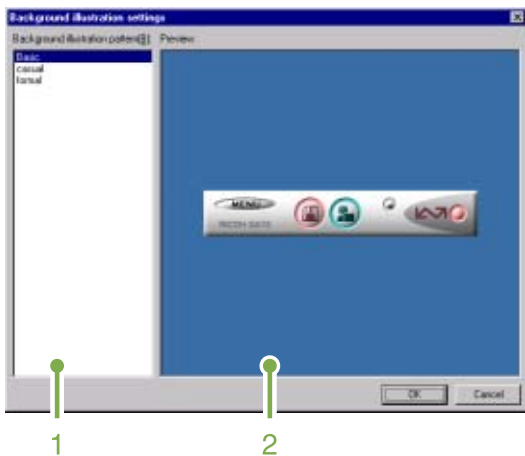 Background illustration settings
Background illustration pattern[B]: Preview
Basic
casual
formal
MENU
RICOH GATE
OK Cancel
1 2